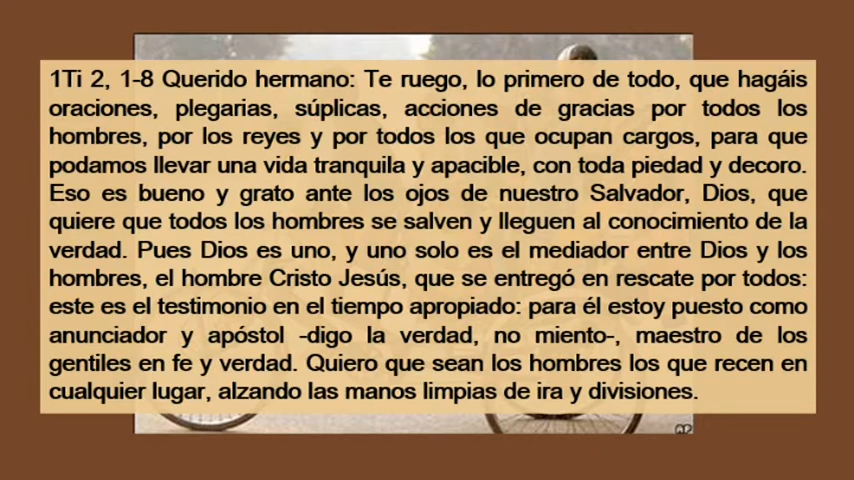 1Ti 2, 1-8 Querido hermano: Te ruego, lo primero de todo, que hagáis
oraciones, plegarias, súplicas, acciones de gracias por todos los
hombres, por los reyes y por todos los que ocupan cargos, para que
podamos llevar una vida tranquila y apacible, con toda piedad y decoro.
Eso es bueno y grato ante los ojos de nuestro Salvador, Dios, que
quiere que todos los hombres se salven y lleguen al conocimiento de la
verdad. Pues Dios es uno, y uno solo es el mediador entre Dios y los
hombres, el hombre Cristo Jesús, que se entregó en rescate por todos:
este es el testimonio en el tiempo apropiado: para él estoy puesto como
anunciador y apóstol -digo la verdad, no miento-, maestro de los
gentiles en fe y verdad. Quiero que sean los hombres los que recen en
cualquier lugar, alzando las manos limpias de ira y divisiones.